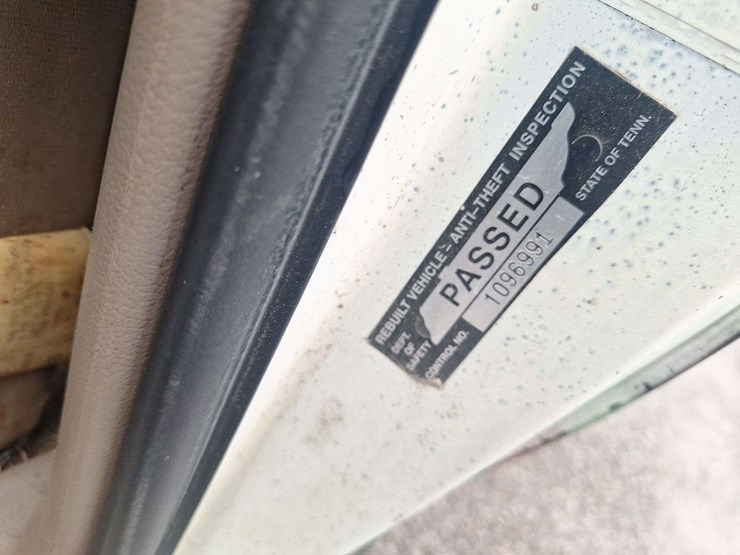 REBUILT VEHICLE - ANTI-THEFT INSPECTION
DEPT.
OF
SAFETY
PASSED
STATE OF TENN.
CONTROL NO. 1096991